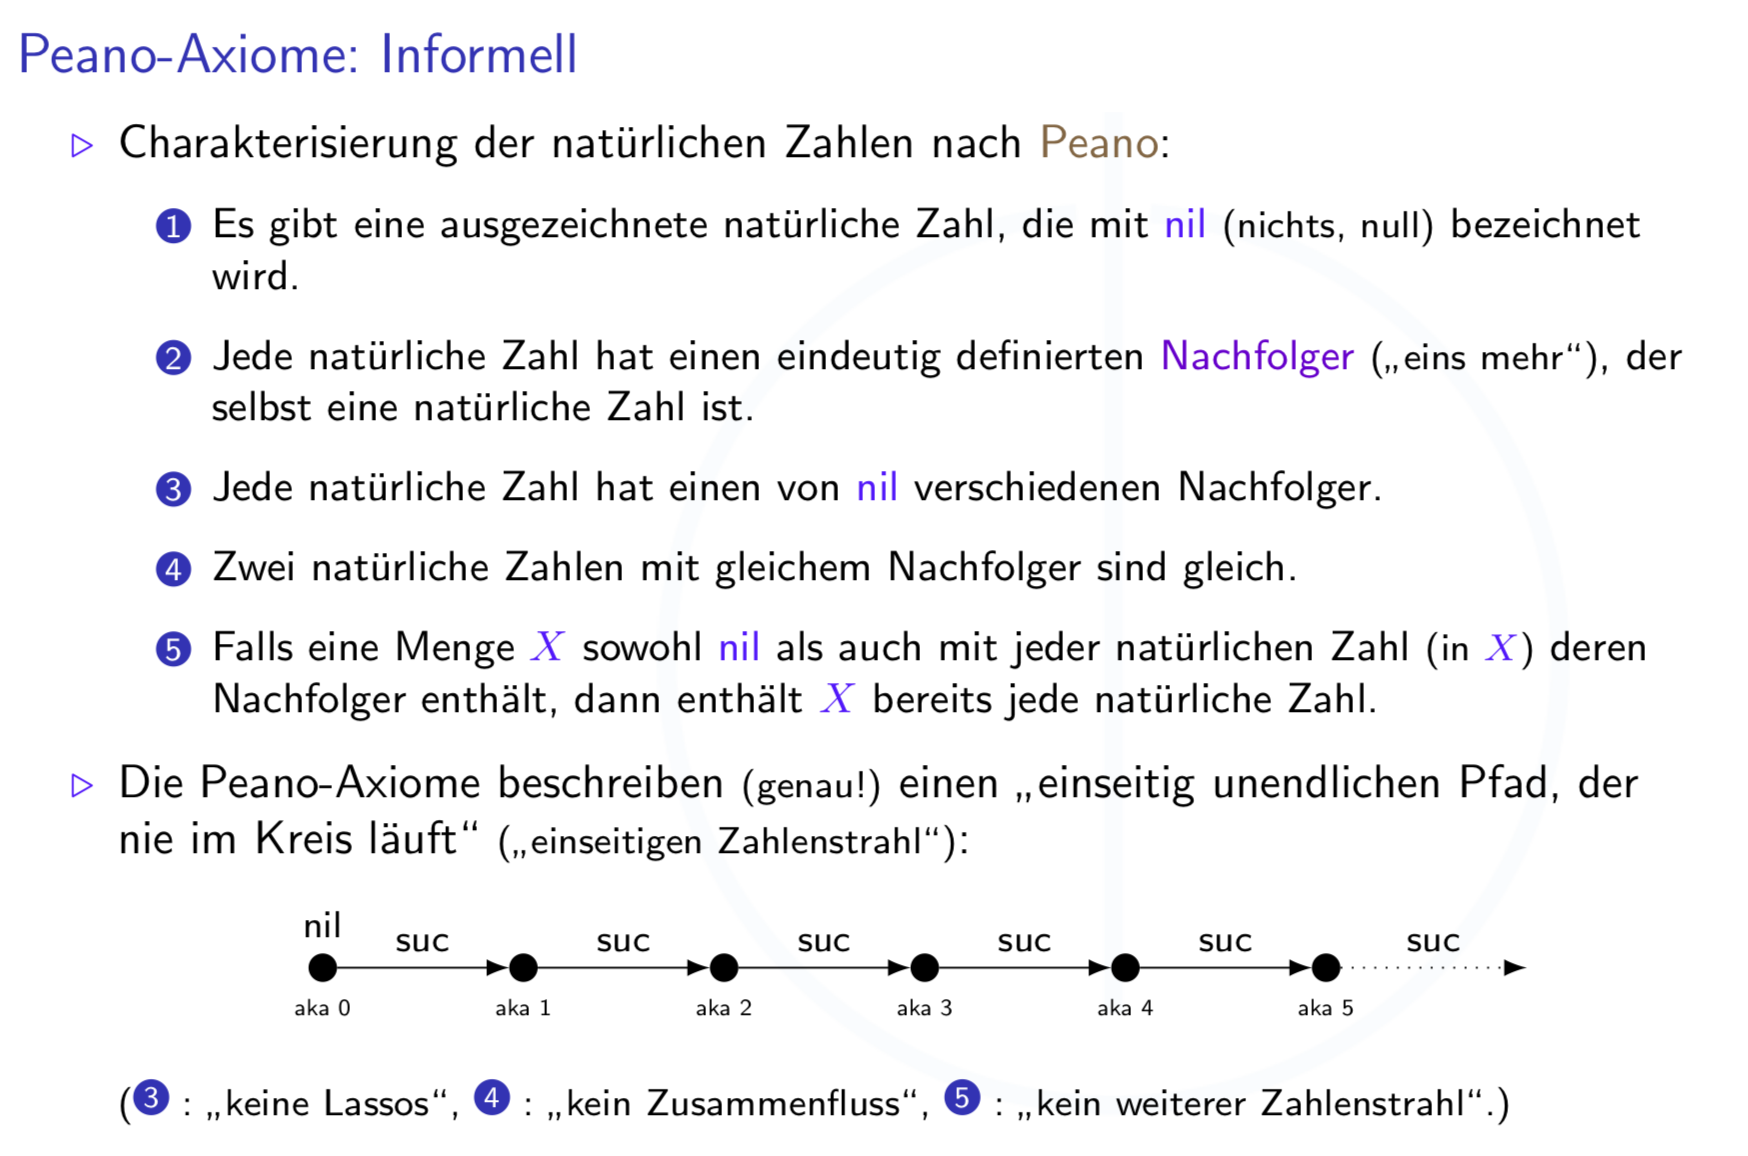 Peano-Axiome: Informell
▷ Charakterisierung der natürlichen Zahlen nach Peano:
1 Es gibt eine ausgezeichnete natürliche Zahl, die mit nil (nichts, null) bezeichnet
wird.
2 Jede natürliche Zahl hat einen eindeutig definierten Nachfolger („eins mehr“), der
selbst eine natürliche Zahl ist.
3 Jede natürliche Zahl hat einen von nil verschiedenen Nachfolger.
4 Zwei natürliche Zahlen mit gleichem Nachfolger sind gleich.
5 Falls eine Menge X sowohl nil als auch mit jeder natürlichen Zahl (in X) deren
Nachfolger enthält, dann enthält X bereits jede natürliche Zahl.
▷ Die Peano-Axiome beschreiben (genau!) einen „einseitig unendlichen Pfad, der
nie im Kreis läuft“ („einseitigen Zahlenstrahl“):
nil
suc suc suc suc suc suc
aka 0 aka 1 aka 2 aka 3 aka 4 aka 5
(3 : „keine Lassos“, 4 : „kein Zusammenfluss“, 5 : „kein weiterer Zahlenstrahl“.)